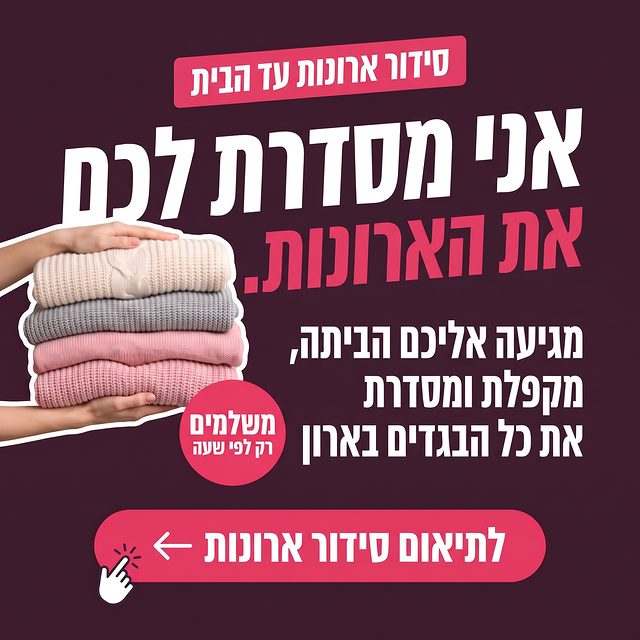 סידור ארונות עד הבית
אני מסדרת לכם
את הארונות.
מגיעה אליכם הביתה,
מקפלת ומסדרת
את כל הבגדים בארון
משלמים
רק לפי שעה
לתיאום סידור ארונות ←